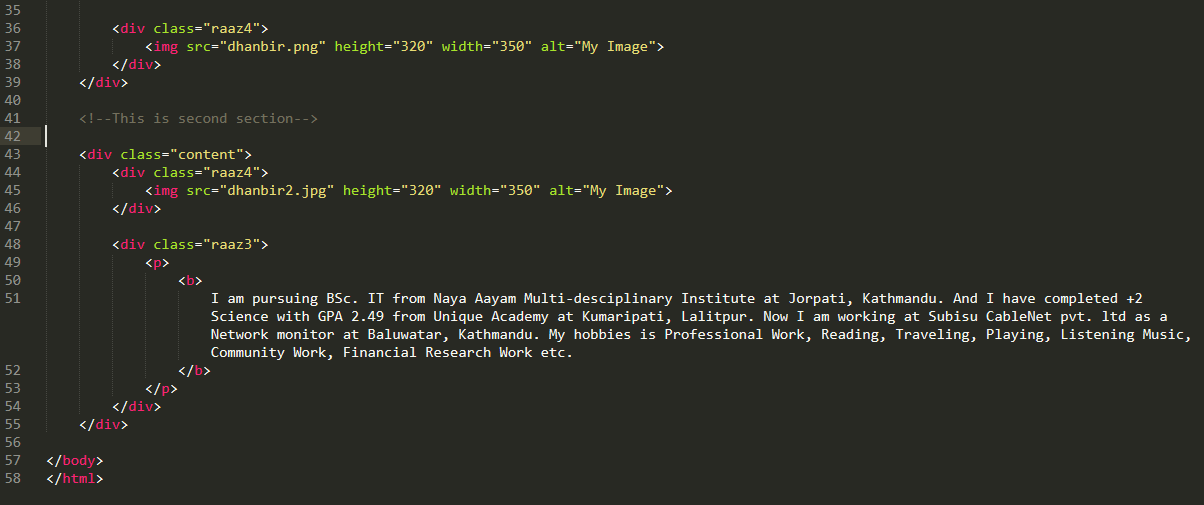 35
36 <div class="raaz4">
37 <img src="dhanbir.png" height="320" width="350" alt="My Image">
38 </div>
39 </div>
40
41 <!--This is second section-->
42
43 <div class="content">
44 <div class="raaz4">
45 <img src="dhanbir2.jpg" height="320" width="350" alt="My Image">
46 </div>
47
48 <div class="raaz3">
49 <p>
50 <b>
51 I am pursuing BSc. IT from Naya Aayam Multi-desciplinary Institute at Jorpati, Kathmandu. And I have completed +2
Science with GPA 2.49 from Unique Academy at Kumaripati, Lalitpur. Now I am working at Subisu CableNet pvt. ltd as a
Network monitor at Baluwatar, Kathmandu. My hobbies is Professional Work, Reading, Traveling, Playing, Listening Music,
Community Work, Financial Research Work etc.
52 </b>
53 </p>
54 </div>
55 </div>
56
57 </body>
58 </html>